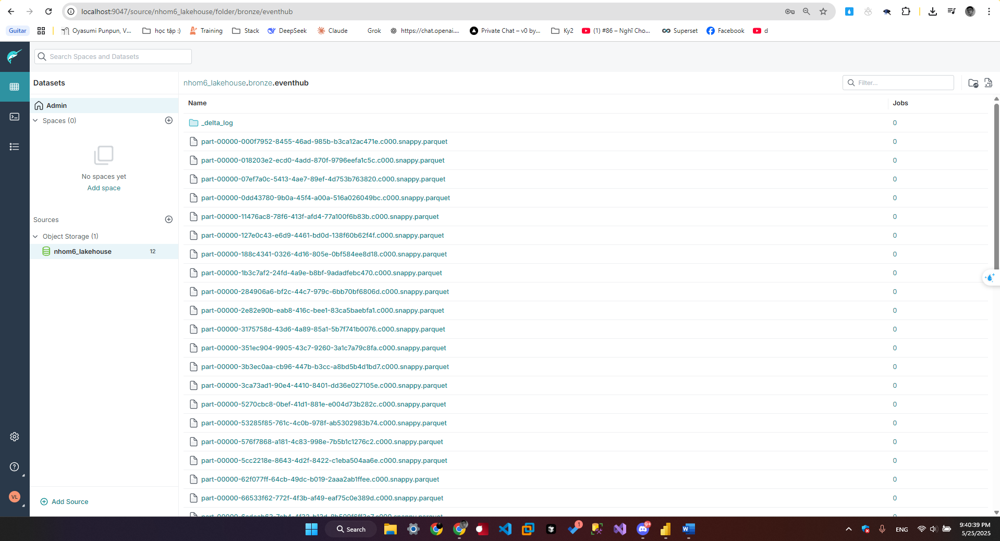 localhost:9047/source/nhom6_lakehouse/folder/bronze/eventhub
Guitar
Oyasumi Punpun, V...
học tập :)
Training
Stack
DeepSeek
Claude
Grok
https://chat.openai....
Private Chat – v0 by...
Ky2
(1) #86 – Nghĩ Cho...
Superset
Facebook
d
Search Spaces and Datasets
Datasets
nhom6_lakehouse.bronze.eventhub
Filter...
Admin
Spaces (0)
No spaces yet
Add space
Sources
Object Storage (1)
nhom6_lakehouse 12
Add Source
VL
Name Jobs
_delta_log 0
part-00000-000f7952-8455-46ad-985b-b3ca12ac471e.c000.snappy.parquet 0
part-00000-018203e2-ecd0-4add-870f-9796eefa1c5c.c000.snappy.parquet 0
part-00000-07ef7a0c-5413-4ae7-89ef-4d753b763820.c000.snappy.parquet 0
part-00000-0dd43780-9b0a-45f4-a00a-516a026049bc.c000.snappy.parquet 0
part-00000-11476ac8-78f6-413f-afd4-77a100f6b83b.c000.snappy.parquet 0
part-00000-127e0c43-e6d9-4461-bd0d-138f60b62f4f.c000.snappy.parquet 0
part-00000-188c4341-0326-4d16-805e-0bf584ee8d18.c000.snappy.parquet 0
part-00000-1b3c7af2-24fd-4a9e-b8bf-9adadfebc470.c000.snappy.parquet 0
part-00000-284906a6-bf2c-44c7-979c-6bb70bf6806d.c000.snappy.parquet 0
part-00000-2e82e90b-eab8-416c-bee1-83ca5baebfa1.c000.snappy.parquet 0
part-00000-3175758d-43d6-4a89-85a1-5b7f741b0076.c000.snappy.parquet 0
part-00000-351ec904-9905-43c7-9260-3a1c7a79c8fa.c000.snappy.parquet 0
part-00000-3b3ec0aa-cb96-447b-b3cc-a8bd5b4d1bd7.c000.snappy.parquet 0
part-00000-3ca73ad1-90e4-4410-8401-dd36e027105e.c000.snappy.parquet 0
part-00000-5270cbc8-0bef-41d1-881e-e004d73b282c.c000.snappy.parquet 0
part-00000-53285f85-761c-4c0b-978f-ab5302983b74.c000.snappy.parquet 0
part-00000-576f7868-a181-4c83-998e-7b5b1c1276c2.c000.snappy.parquet 0
part-00000-5cc2218e-8643-4d2f-8422-c1eba504aa6e.c000.snappy.parquet 0
part-00000-62f077ff-64cb-49dc-b019-2aaa2ab1ffee.c000.snappy.parquet 0
part-00000-66533f62-772f-4f3b-af49-eaf75c0e389d.c000.snappy.parquet 0
Search
1
9+
ENG
9:40:39 PM
5/25/2025